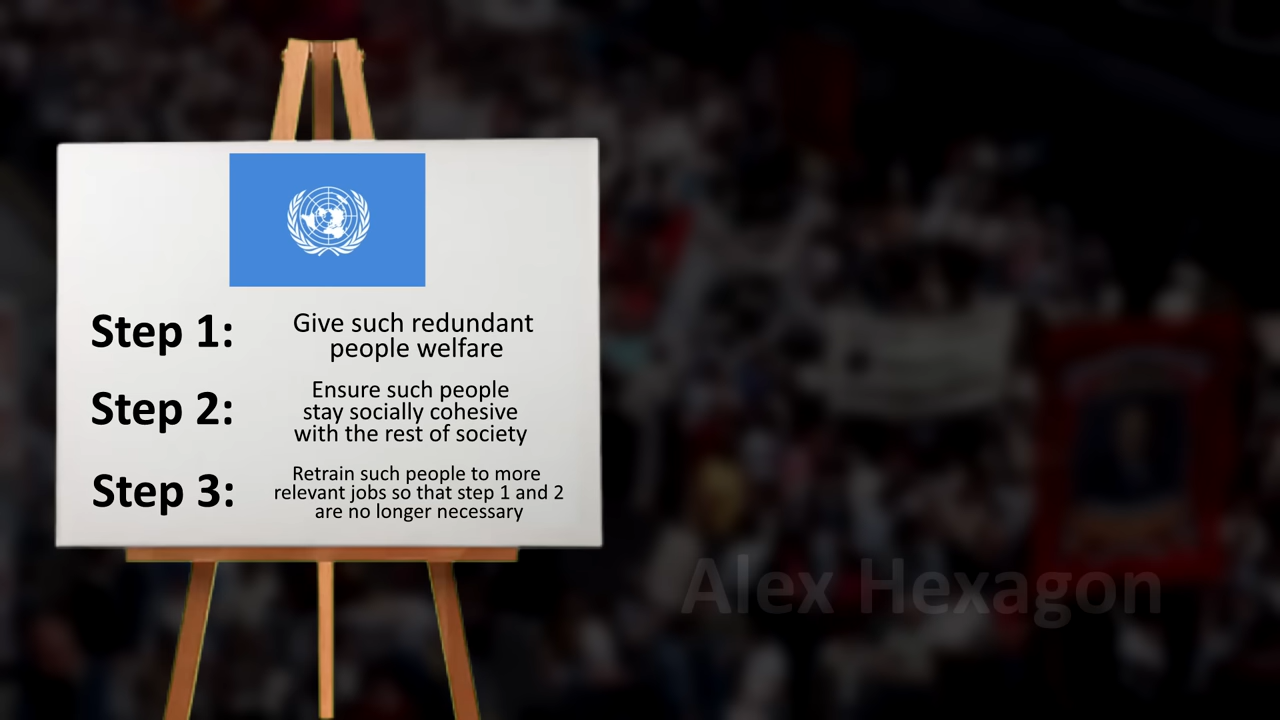 Step 1:
Give such redundant
people welfare
Step 2:
Ensure such people
stay socially cohesive
with the rest of society
Step 3:
Retrain such people to more
relevant jobs so that step 1 and 2
are no longer necessary
Alex Hexagon